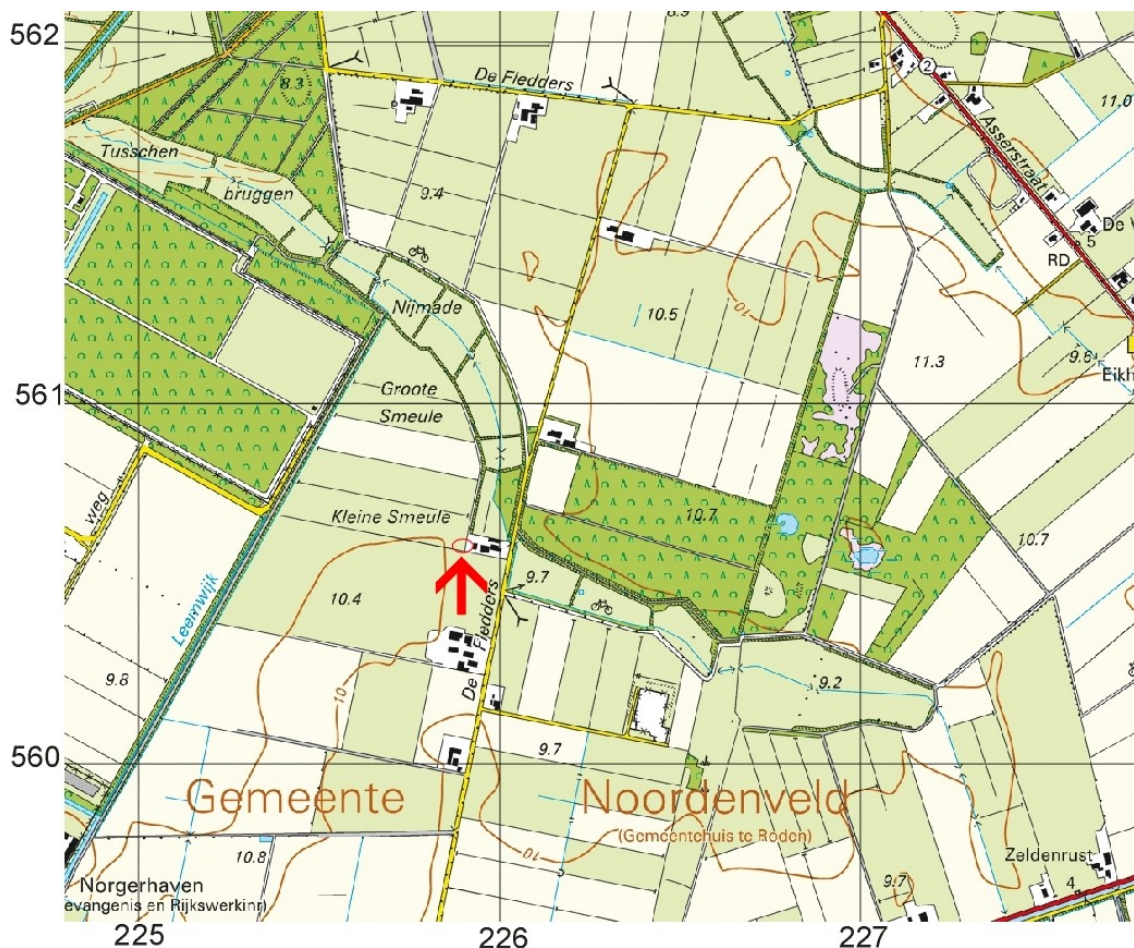 562
8.9
8.3
De Fledders
2
11.0
Asserstraat
Tusschen
bruggen
9.4
De
5
RD
Nijmade
10.5
10
9.6
11.3
561
Groote
Smeule
weg
Kleine Smeule
10.7
10.7
9.7
Leemwijk
10.4
De Fledders
9.8
10
9.2
560
9.7
Gemeente
Noordenveld
(Gemeentehuis te Roden)
10
10.8
Zeldenrust
Norgerhaven
9.7
4
225
226
227